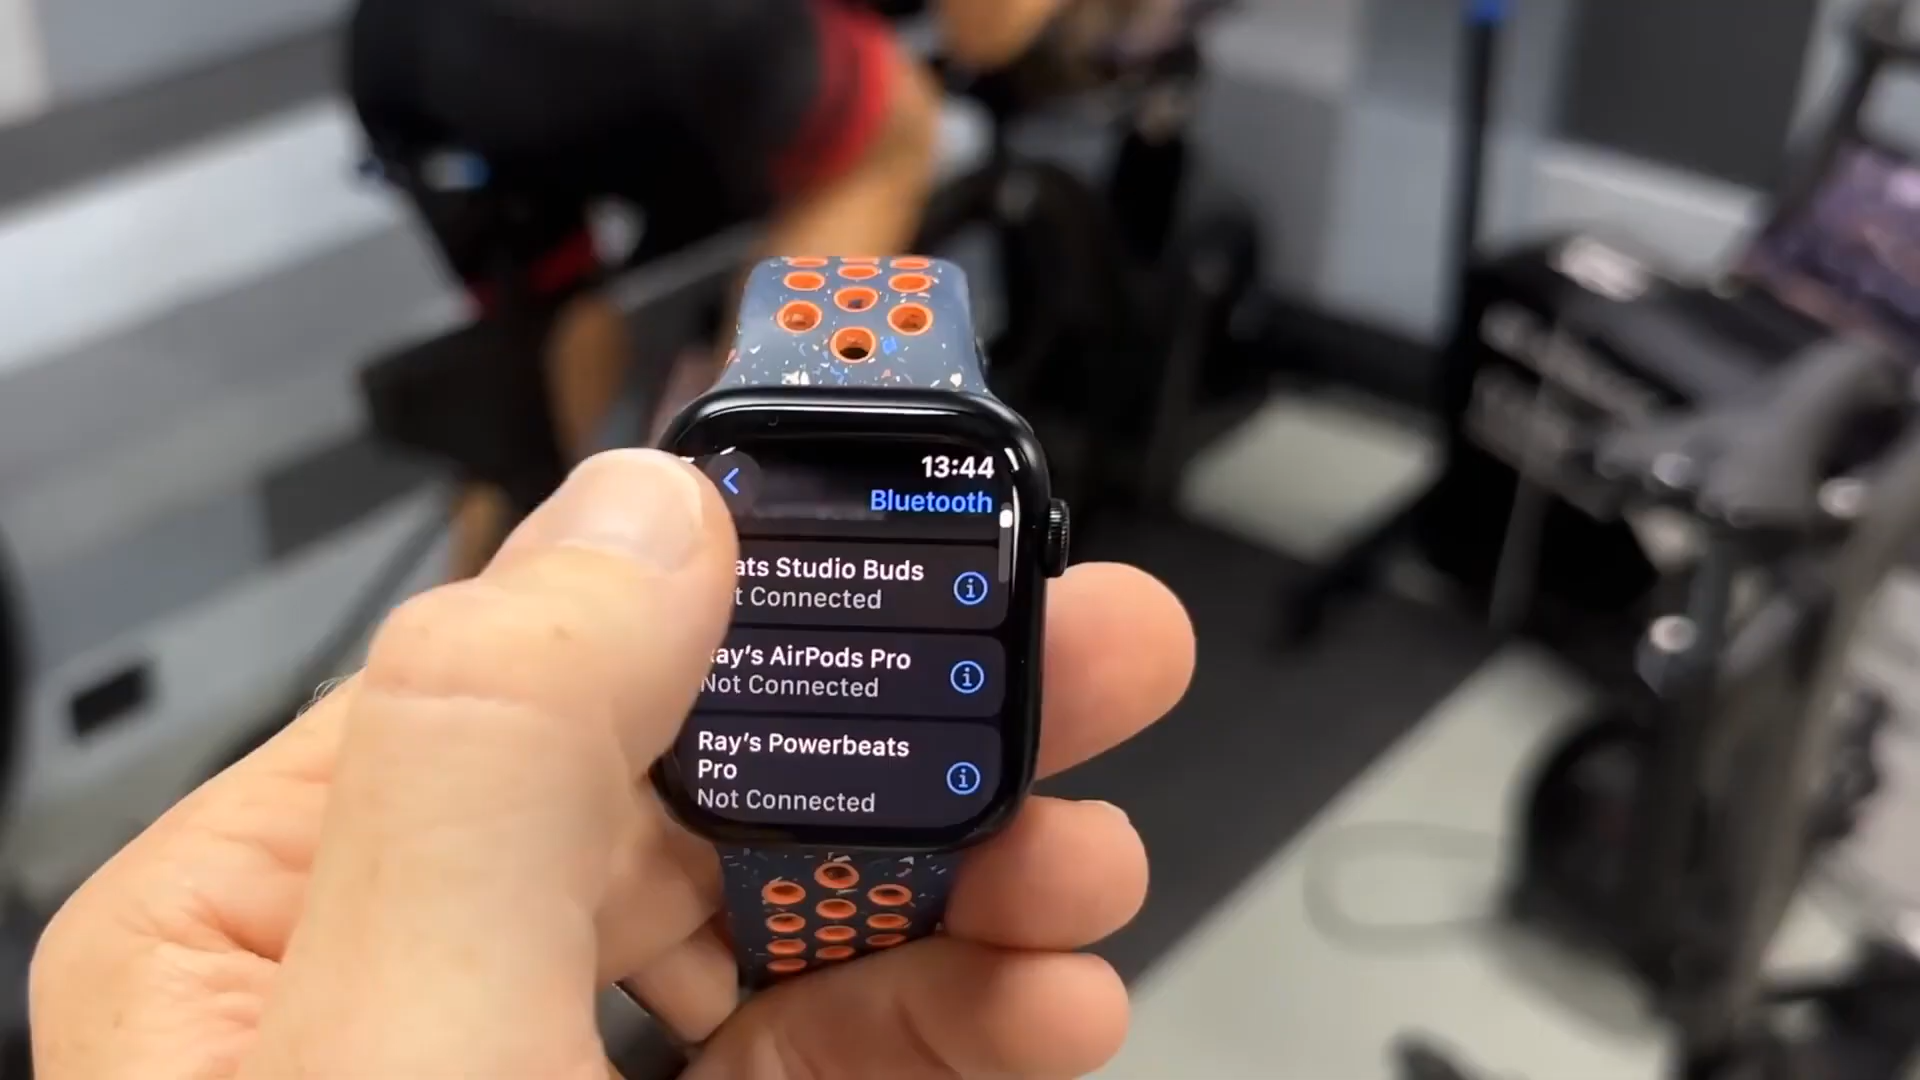 13:44
Bluetooth
ats Studio Buds
t Connected
ay's AirPods Pro
Not Connected
Ray's Powerbeats
Pro
Not Connected